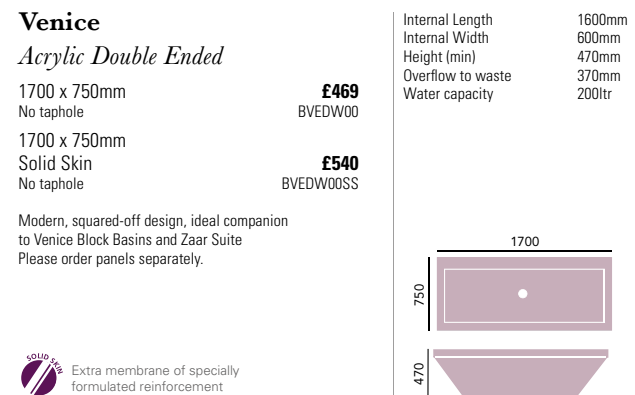 Venice
Acrylic Double Ended
1700 x 750mm £469
No taphole BVEDW00
1700 x 750mm
Solid Skin £540
No taphole BVEDW00SS
Modern, squared-off design, ideal companion
to Venice Block Basins and Zaar Suite
Please order panels separately.
SOLID SKIN
Extra membrane of specially
formulated reinforcement
Internal Length 1600mm
Internal Width 600mm
Height (min) 470mm
Overflow to waste 370mm
Water capacity 200ltr
1700
750
470